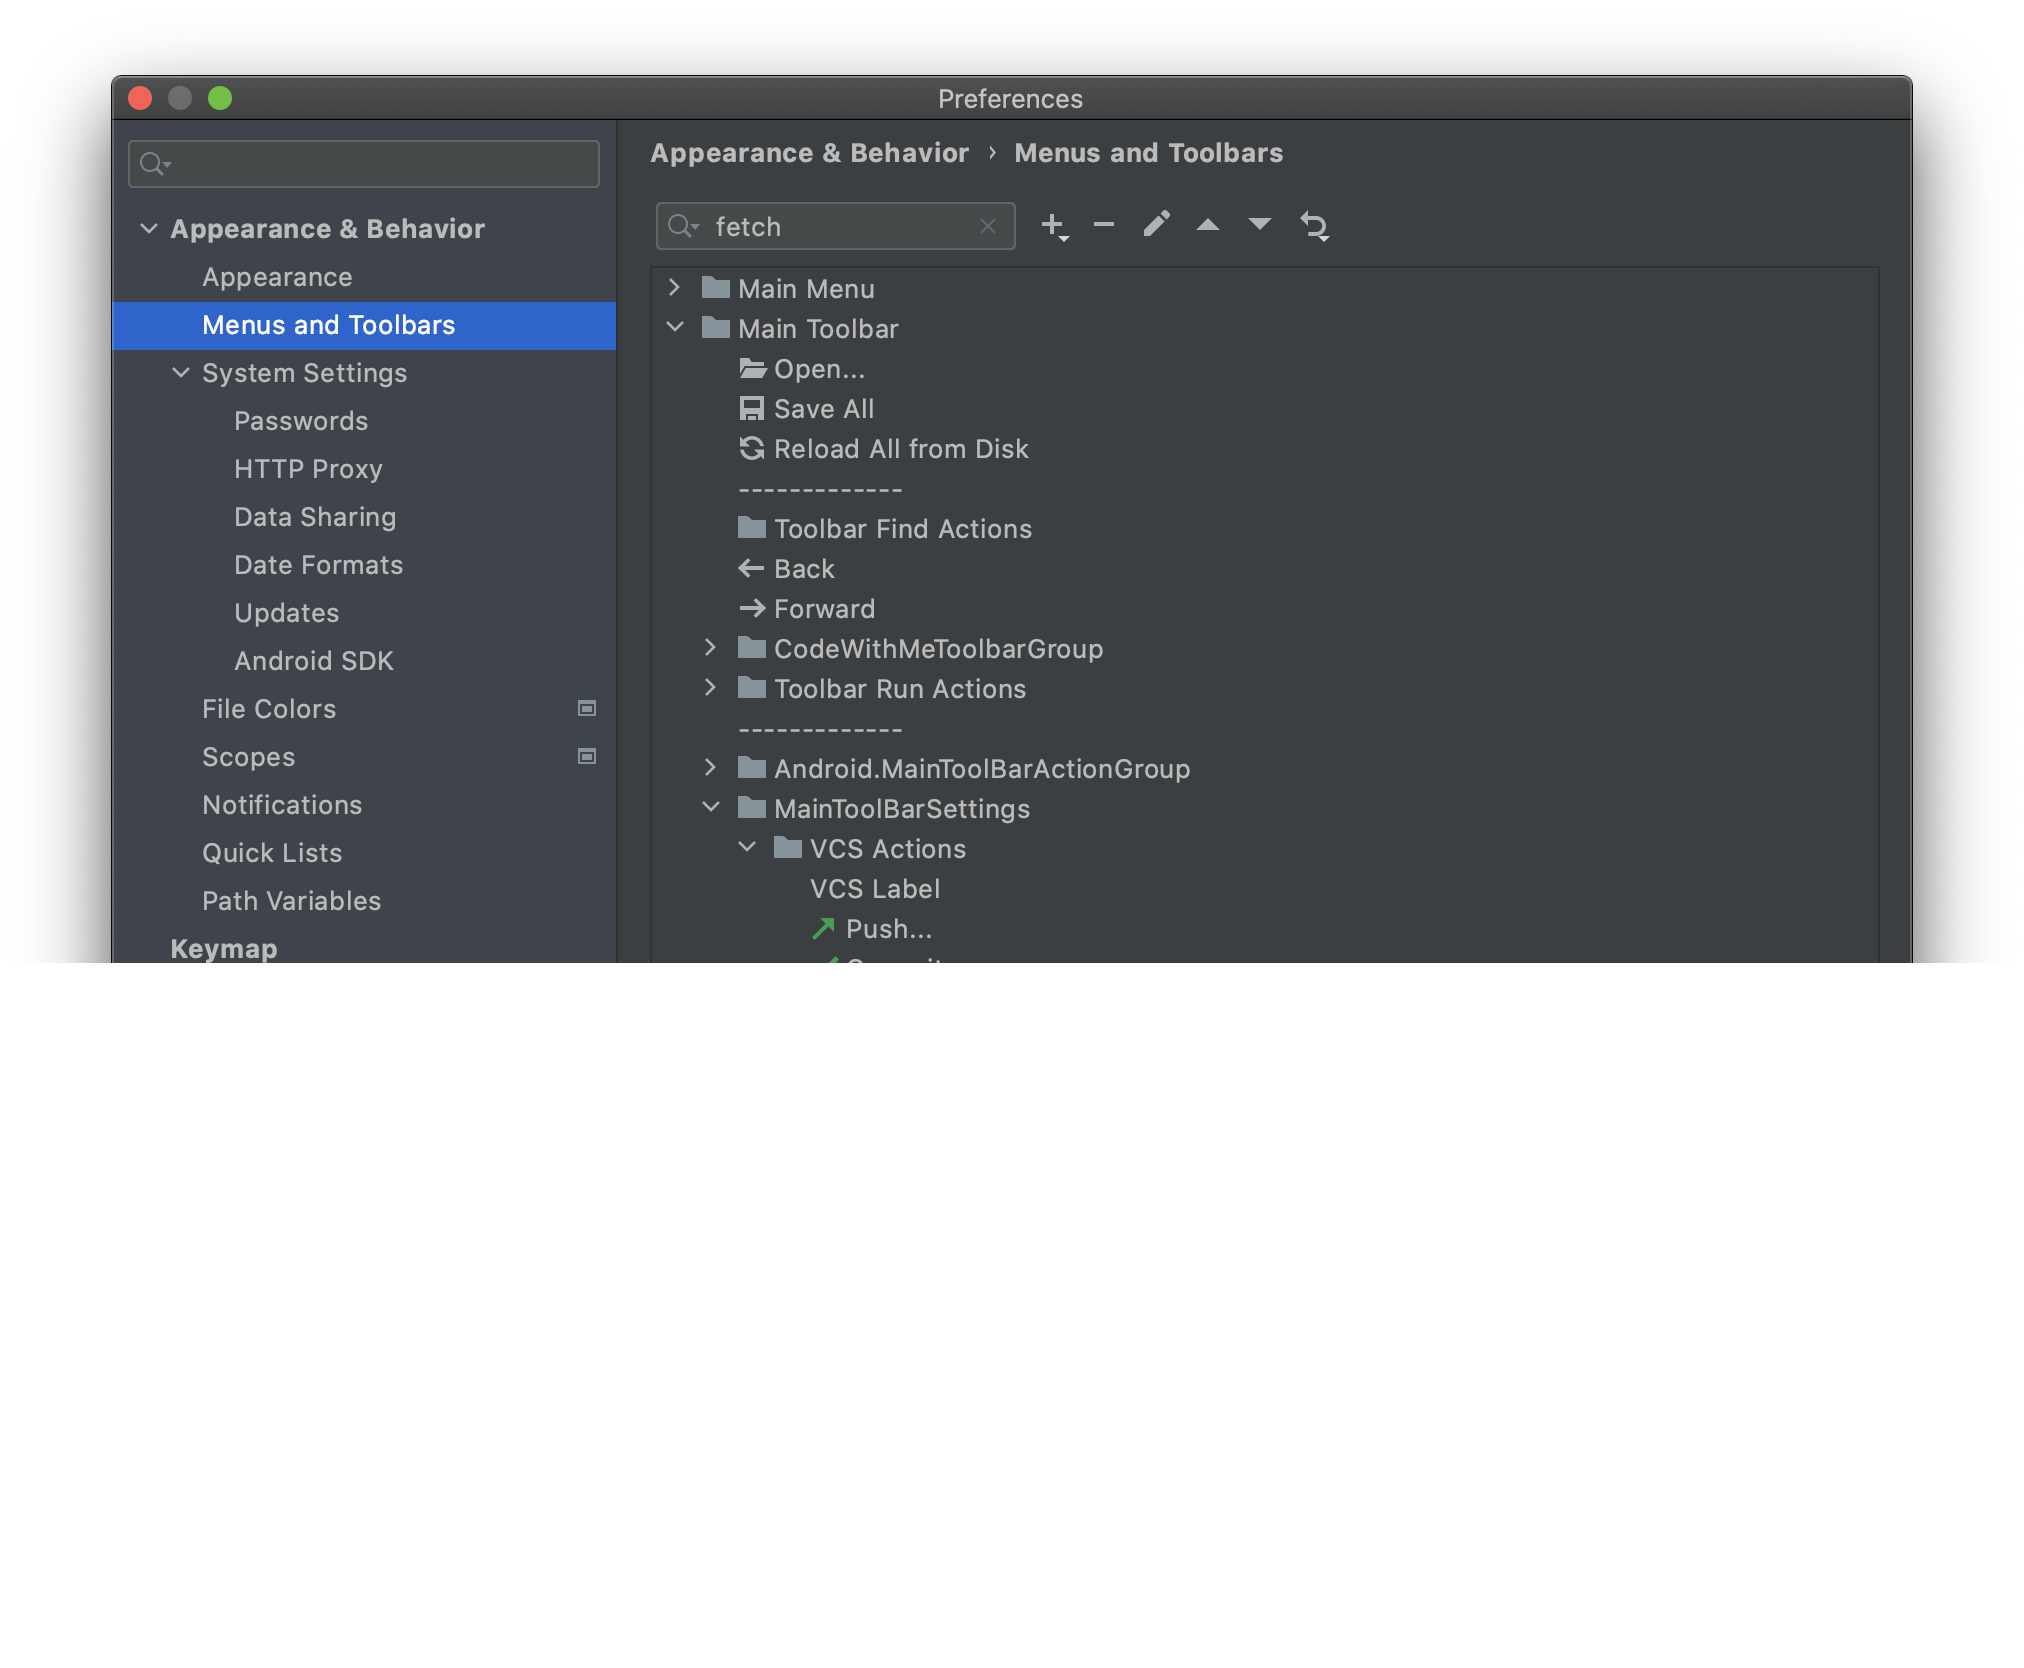 Preferences
Appearance & Behavior
Appearance
Menus and Toolbars
System Settings
Passwords
HTTP Proxy
Data Sharing
Date Formats
Updates
Android SDK
File Colors
Scopes
Notifications
Quick Lists
Path Variables
Keymap
Appearance & Behavior › Menus and Toolbars
fetch
Main Menu
Main Toolbar
Open...
Save All
Reload All from Disk
-------------
Toolbar Find Actions
Back
Forward
CodeWithMeToolbarGroup
Toolbar Run Actions
-------------
Android.MainToolBarActionGroup
MainToolBarSettings
VCS Actions
VCS Label
Push...